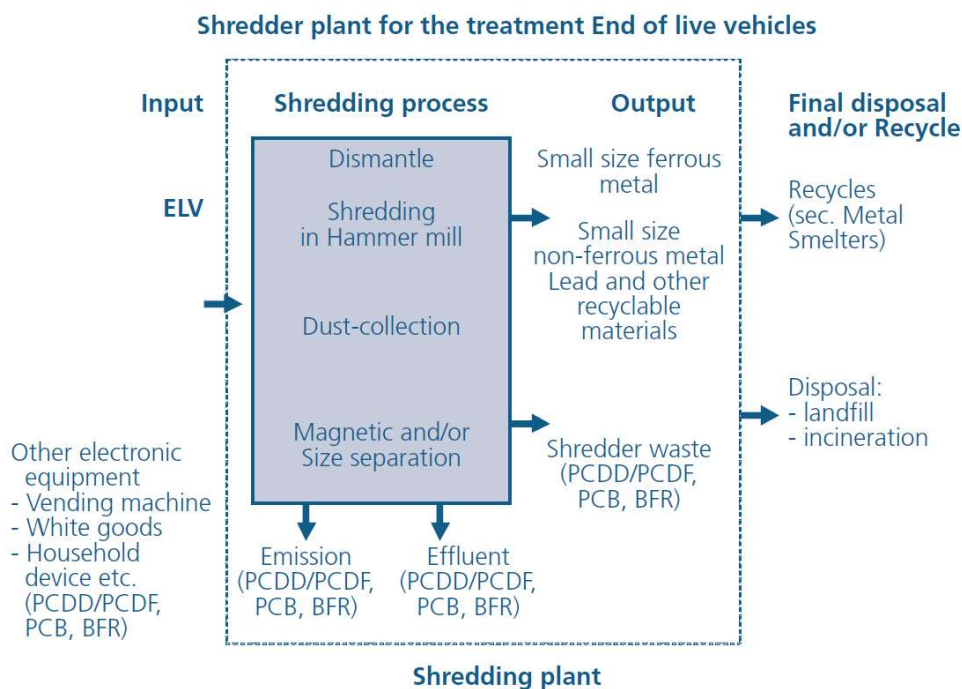 Shredder plant for the treatment End of live vehicles
Input
Shredding process
Output
Final disposal
and/or Recycle
ELV
Other electronic
equipment
- Vending machine
- White goods
- Household
device etc.
(PCDD/PCDF,
PCB, BFR)
Dismantle
Shredding
in Hammer mill
Dust-collection
Magnetic and/or
Size separation
Emission
(PCDD/PCDF,
PCB, BFR)
Effluent
(PCDD/PCDF,
PCB, BFR)
Small size ferrous
metal
Small size
non-ferrous metal
Lead and other
recyclable
materials
Shredder waste
(PCDD/PCDF,
PCB, BFR)
Recycles
(sec. Metal
Smelters)
Disposal:
- landfill
- incineration
Shredding plant